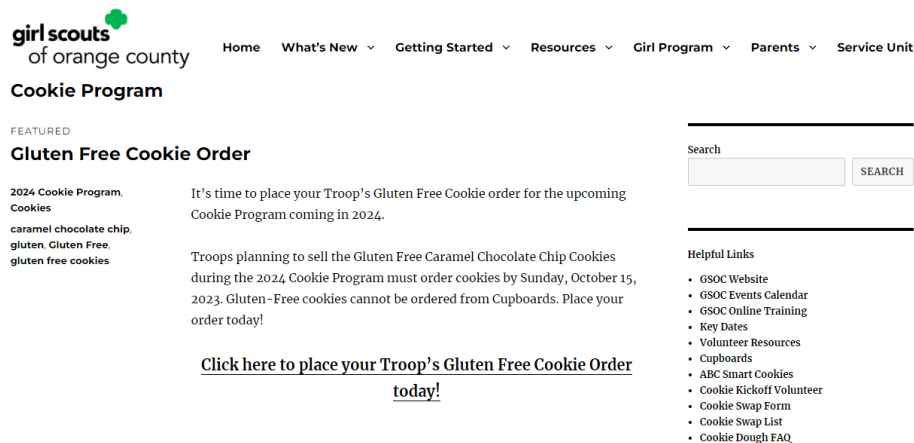 girl scouts
of orange county
Home What's New Getting Started Resources Girl Program Parents Service Unit
Cookie Program
FEATURED
Gluten Free Cookie Order
2024 Cookie Program,
Cookies
caramel chocolate chip,
gluten, Gluten Free,
gluten free cookies
It's time to place your Troop's Gluten Free Cookie order for the upcoming
Cookie Program coming in 2024.
Troops planning to sell the Gluten Free Caramel Chocolate Chip Cookies
during the 2024 Cookie Program must order cookies by Sunday, October 15,
2023. Gluten-Free cookies cannot be ordered from Cupboards. Place your
order today!
Click here to place your Troop's Gluten Free Cookie Order
today!
Search
SEARCH
Helpful Links
GSOC Website
GSOC Events Calendar
GSOC Online Training
Key Dates
Volunteer Resources
Cupboards
ABC Smart Cookies
Cookie Kickoff Volunteer
Cookie Swap Form
Cookie Swap List
Cookie Dough FAQ